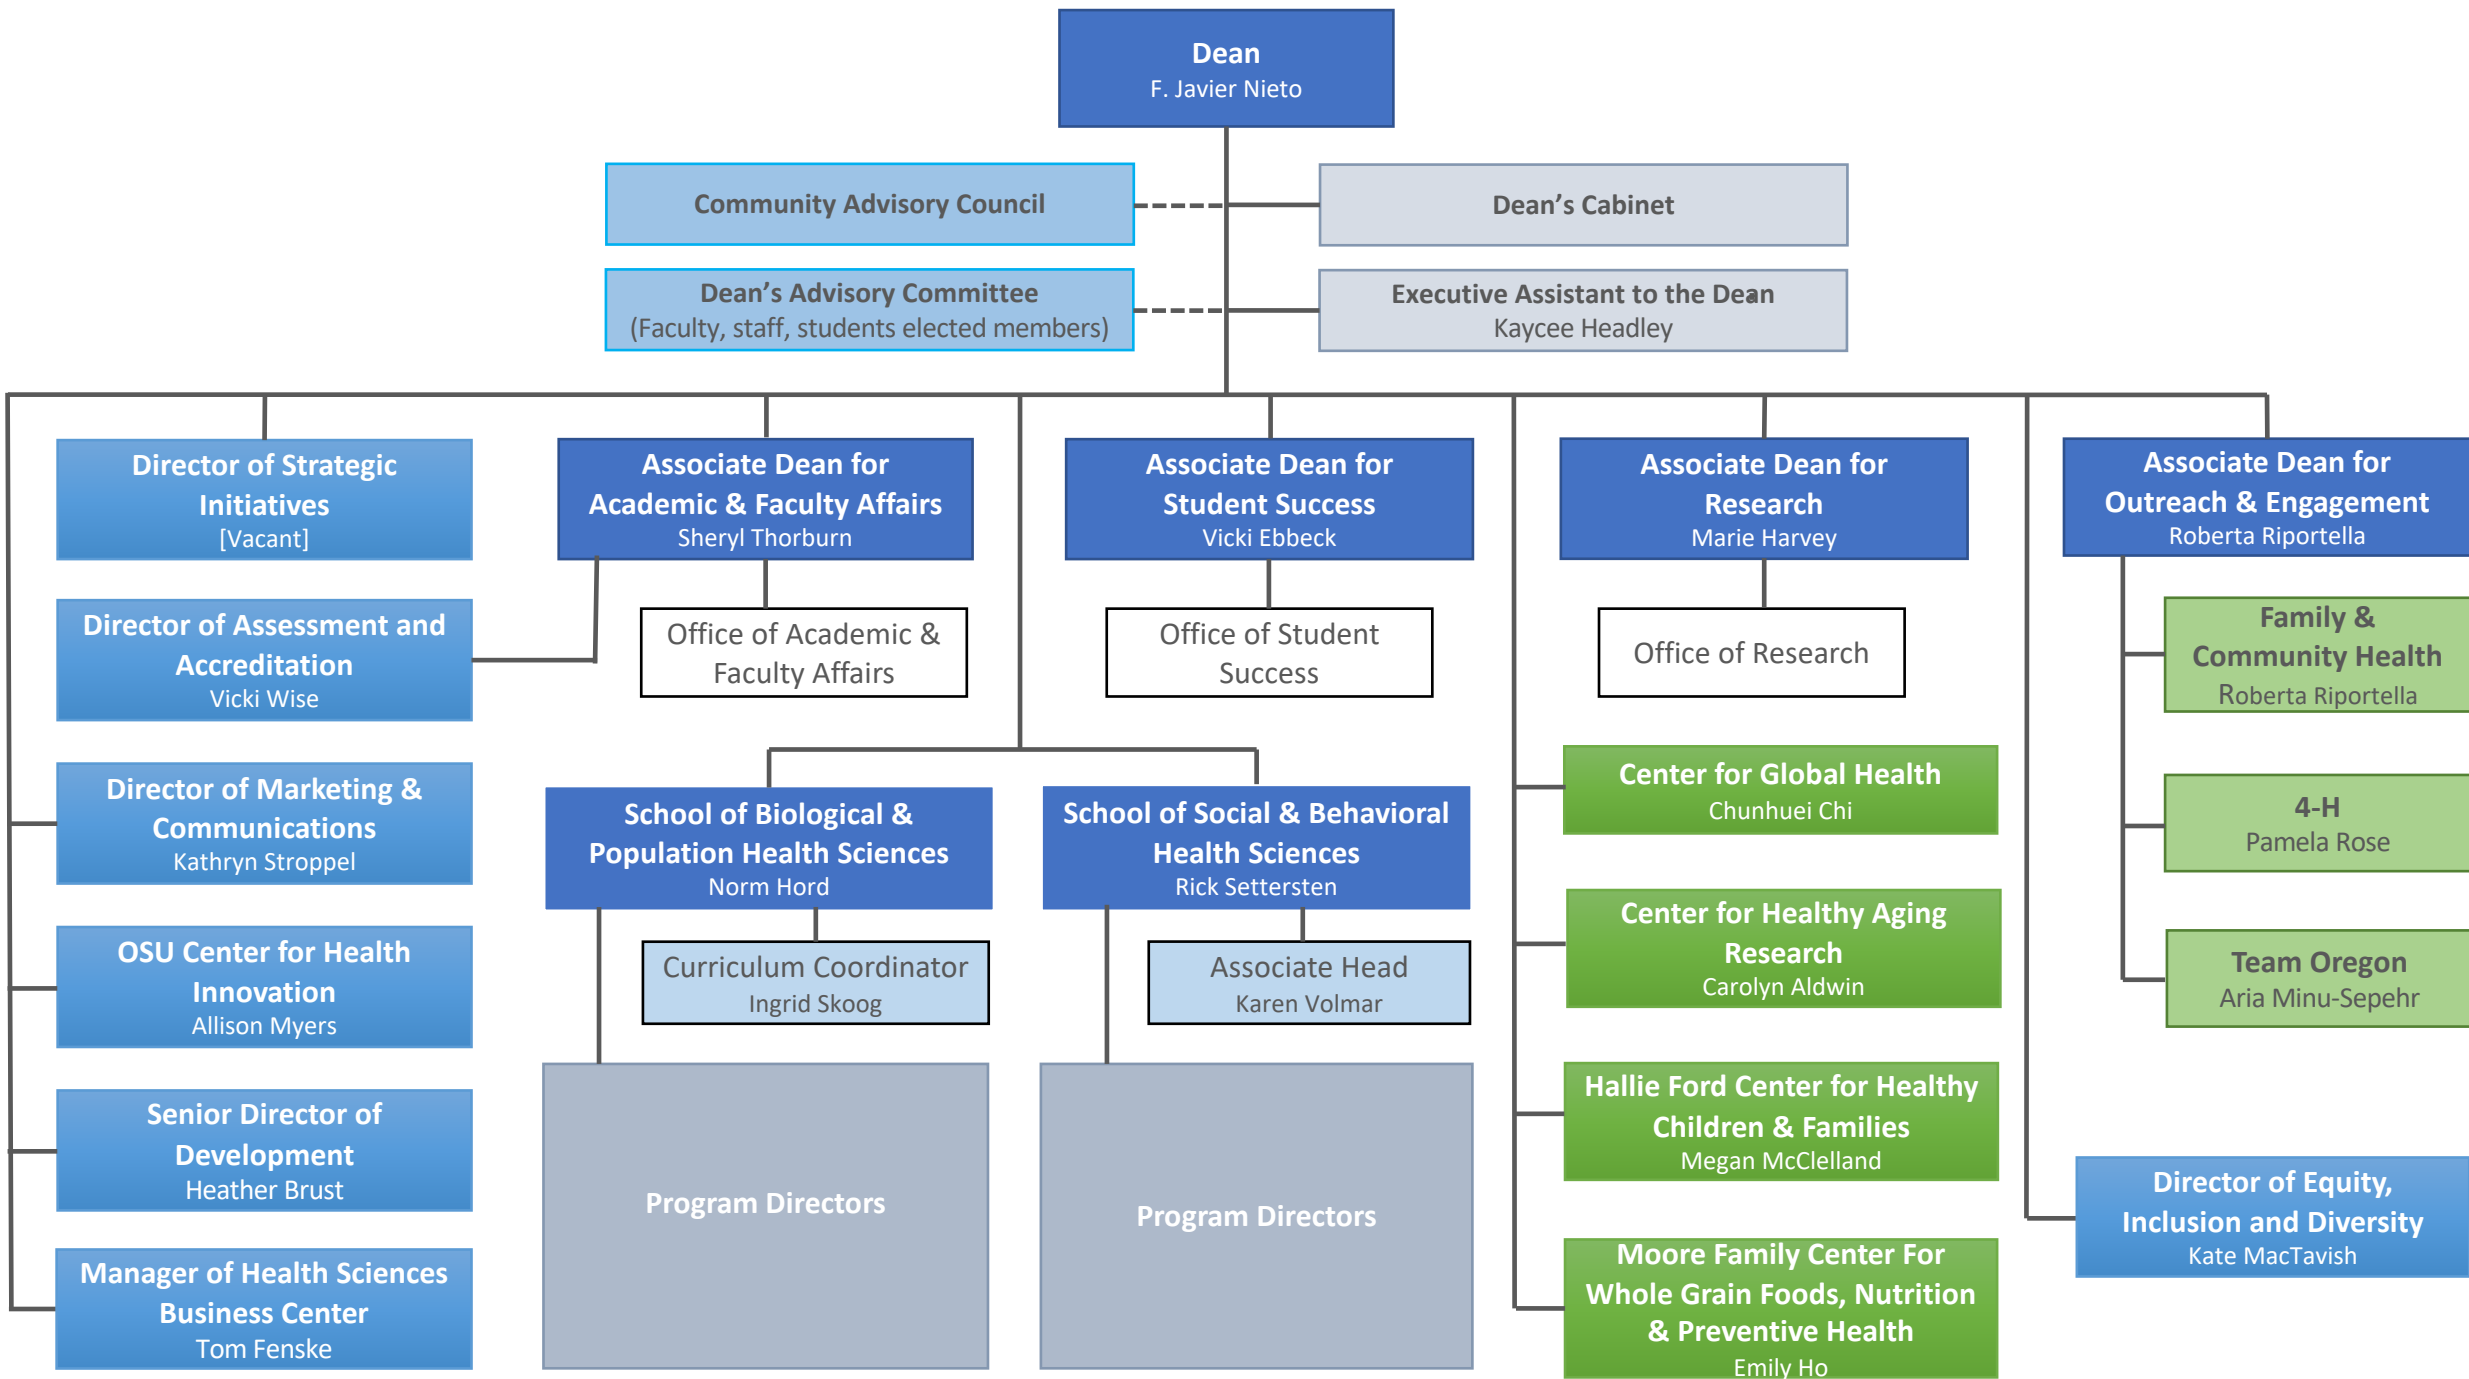 Dean
F. Javier Nieto
Community Advisory Council
Dean’s Cabinet
Dean’s Advisory Committee
(Faculty, staff, students elected members)
Executive Assistant to the Dean
Kaycee Headley
Director of Strategic
Initiatives
[Vacant]
Associate Dean for
Academic & Faculty Affairs
Sheryl Thorburn
Associate Dean for
Student Success
Vicki Ebbeck
Associate Dean for
Research
Marie Harvey
Associate Dean for
Outreach & Engagement
Roberta Riportella
Director of Assessment and
Accreditation
Vicki Wise
Office of Academic &
Faculty Affairs
Office of Student
Success
Office of Research
Family &
Community Health
Roberta Riportella
Director of Marketing &
Communications
Kathryn Stroppel
School of Biological &
Population Health Sciences
Norm Hord
School of Social & Behavioral
Health Sciences
Rick Settersten
Center for Global Health
Chunhuei Chi
4-H
Pamela Rose
OSU Center for Health
Innovation
Allison Myers
Curriculum Coordinator
Ingrid Skoog
Associate Head
Karen Volmar
Center for Healthy Aging
Research
Carolyn Aldwin
Team Oregon
Aria Minu-Sepehr
Senior Director of
Development
Heather Brust
Program Directors
Program Directors
Hallie Ford Center for Healthy
Children & Families
Megan McClelland
Director of Equity,
Inclusion and Diversity
Kate MacTavish
Manager of Health Sciences
Business Center
Tom Fenske
Moore Family Center For
Whole Grain Foods, Nutrition
& Preventive Health
Emily Ho